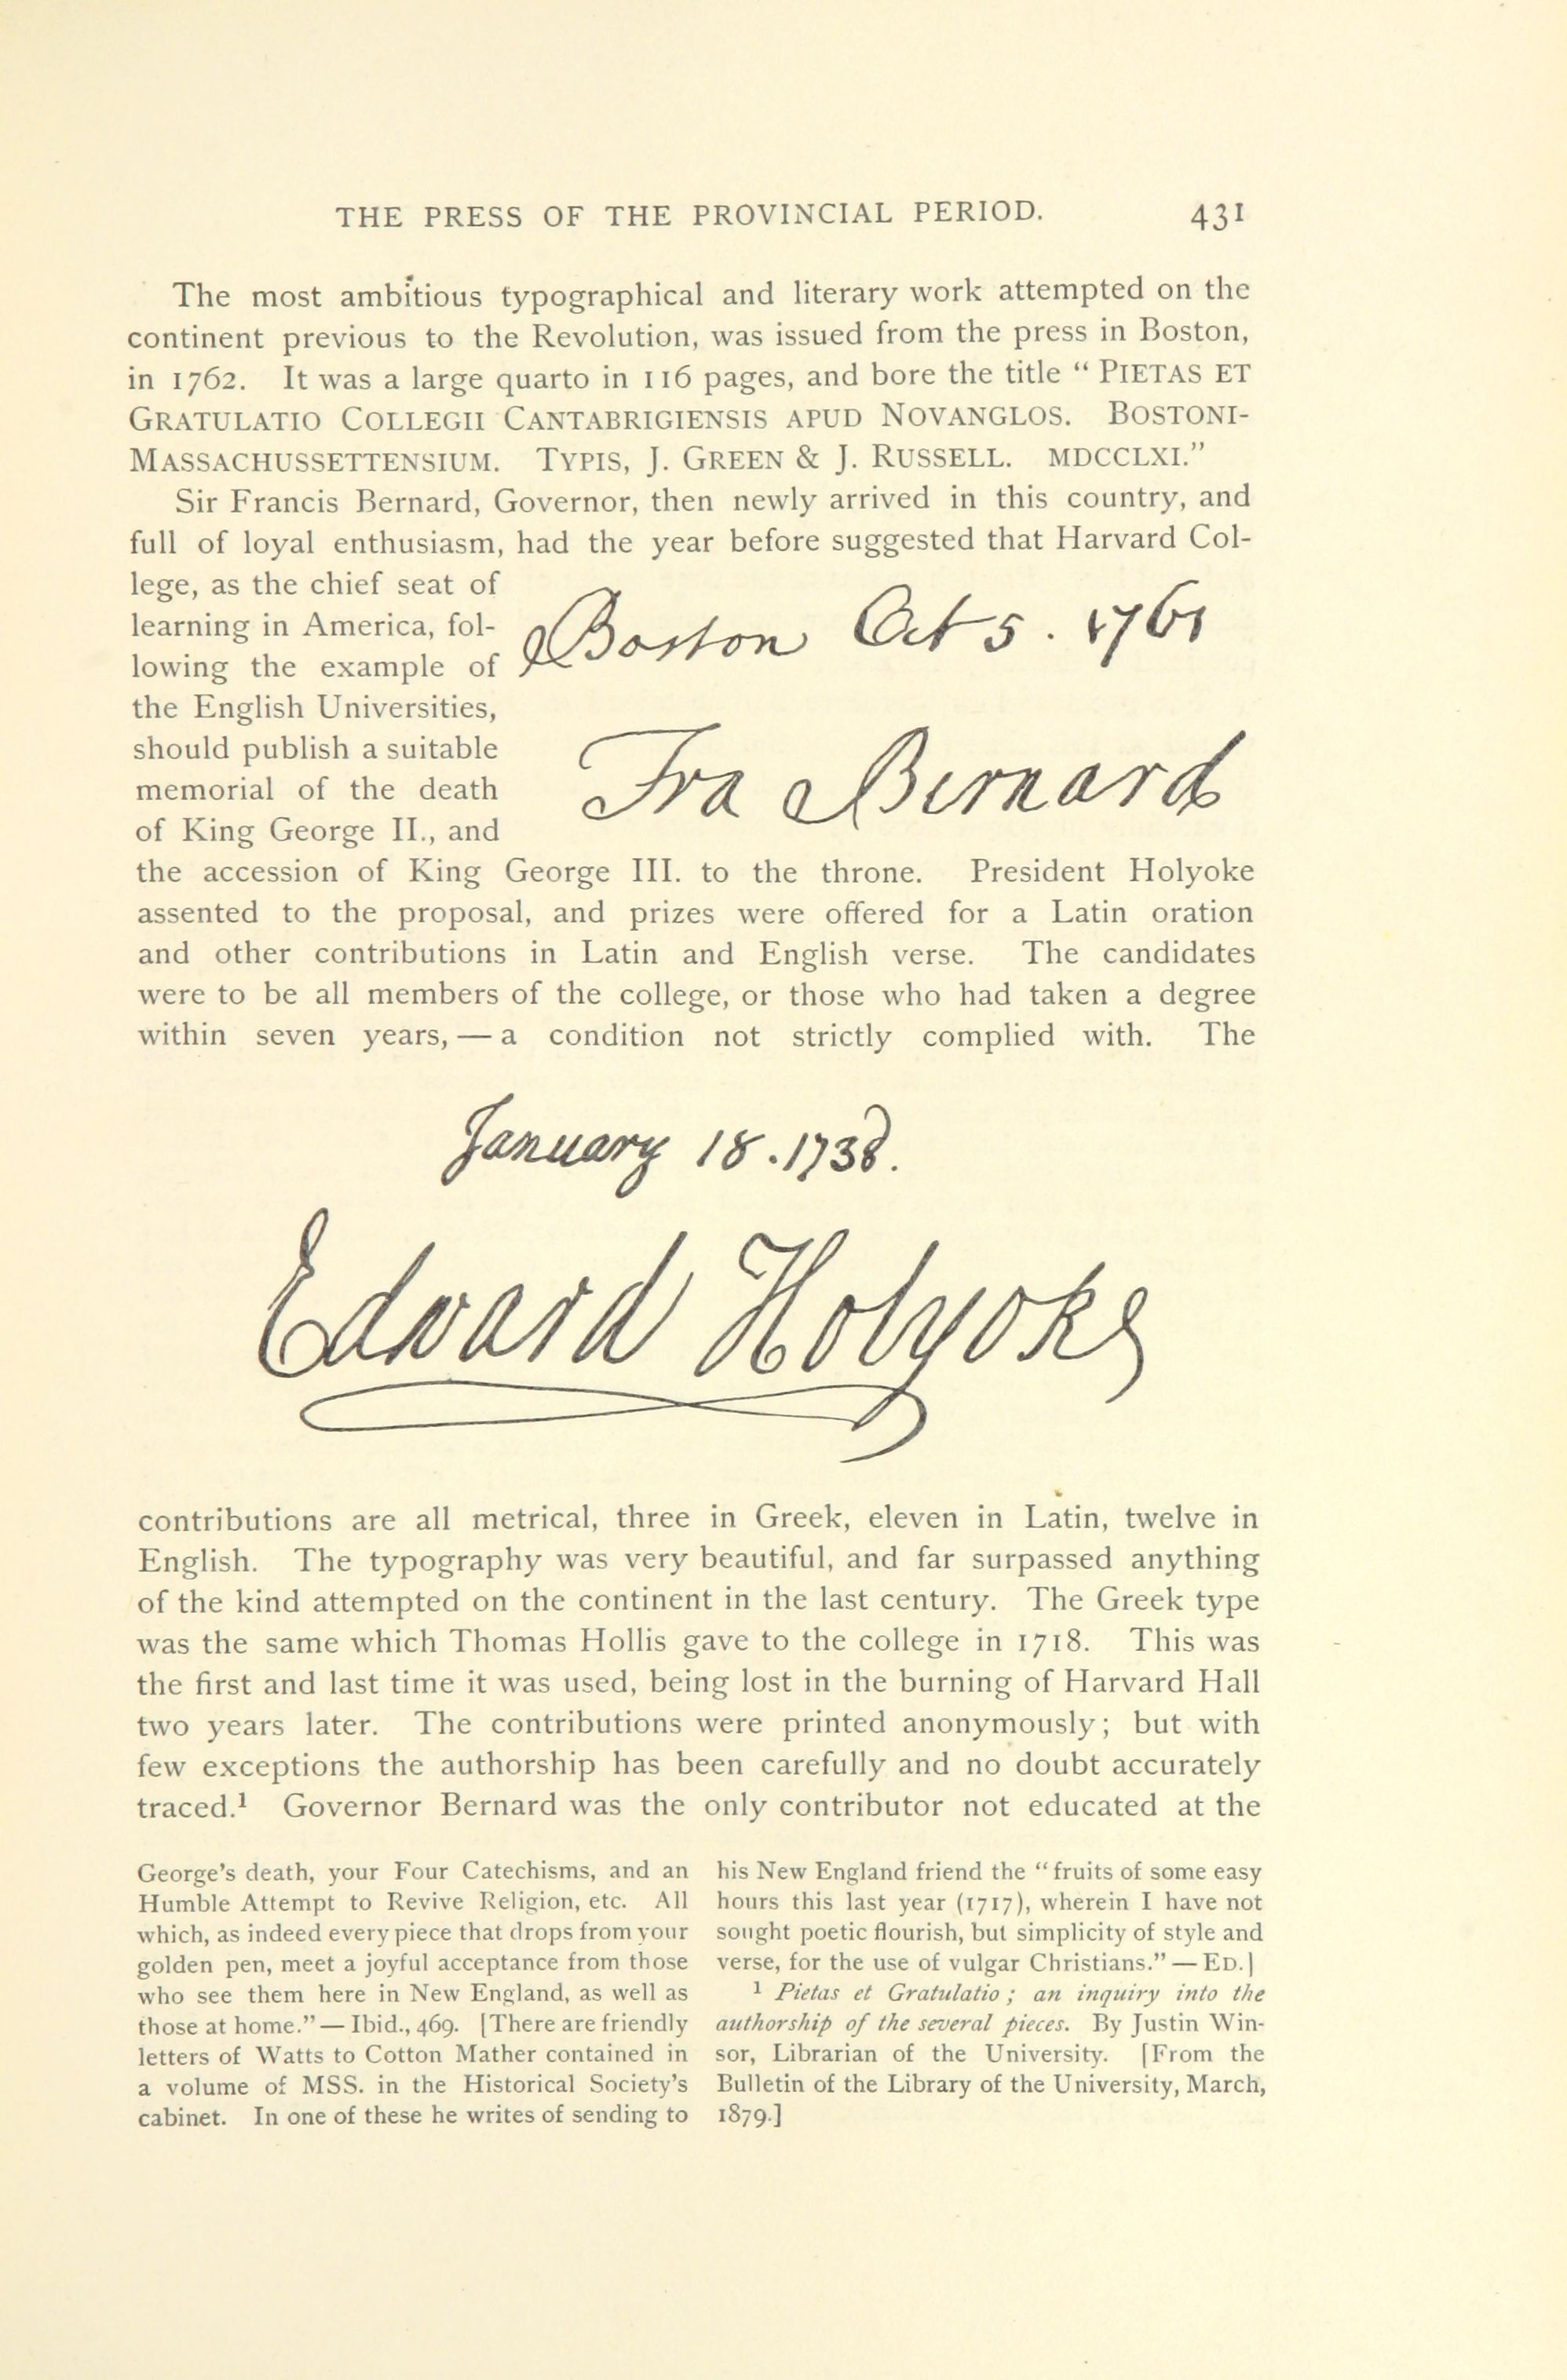 THE PRESS OF THE PROVINCIAL PERIOD. 431
The most ambitious typographical and literary work attempted on the
continent previous to the Revolution, was issued from the press in Boston,
in 1762. It was a large quarto in 116 pages, and bore the title “ PIETAS ET
GRATULATIO COLLEGII CANTABRIGIENSIS APUD NOVANGLOS. BOSTONI-
MASSACHUSSETTENSIUM. TYPIS, J. GREEN & J. RUSSELL. MDCCLXI.”
Sir Francis Bernard, Governor, then newly arrived in this country, and
full of loyal enthusiasm, had the year before suggested that Harvard Col-
lege, as the chief seat of
learning in America, fol-
lowing the example of
the English Universities,
should publish a suitable
memorial of the death
of King George II., and
Boston Oct 5. 1761
Fra Bernard
the accession of King George III. to the throne. President Holyoke
assented to the proposal, and prizes were offered for a Latin oration
and other contributions in Latin and English verse. The candidates
were to be all members of the college, or those who had taken a degree
within seven years, — a condition not strictly complied with. The
January 18. 1738.
Edward Holyoke
contributions are all metrical, three in Greek, eleven in Latin, twelve in
English. The typography was very beautiful, and far surpassed anything
of the kind attempted on the continent in the last century. The Greek type
was the same which Thomas Hollis gave to the college in 1718. This was
the first and last time it was used, being lost in the burning of Harvard Hall
two years later. The contributions were printed anonymously; but with
few exceptions the authorship has been carefully and no doubt accurately
traced.¹ Governor Bernard was the only contributor not educated at the
George's death, your Four Catechisms, and an
Humble Attempt to Revive Religion, etc. All
which, as indeed every piece that drops from your
golden pen, meet a joyful acceptance from those
who see them here in New England, as well as
those at home.” — Ibid., 469. [There are friendly
letters of Watts to Cotton Mather contained in
a volume of MSS. in the Historical Society's
cabinet. In one of these he writes of sending to
his New England friend the “fruits of some easy
hours this last year (1717), wherein I have not
sought poetic flourish, but simplicity of style and
verse, for the use of vulgar Christians.” — ED.]
¹ Pietas et Gratulatio ; an inquiry into the
authorship of the several pieces. By Justin Win-
sor, Librarian of the University. [From the
Bulletin of the Library of the University, March,
1879.]